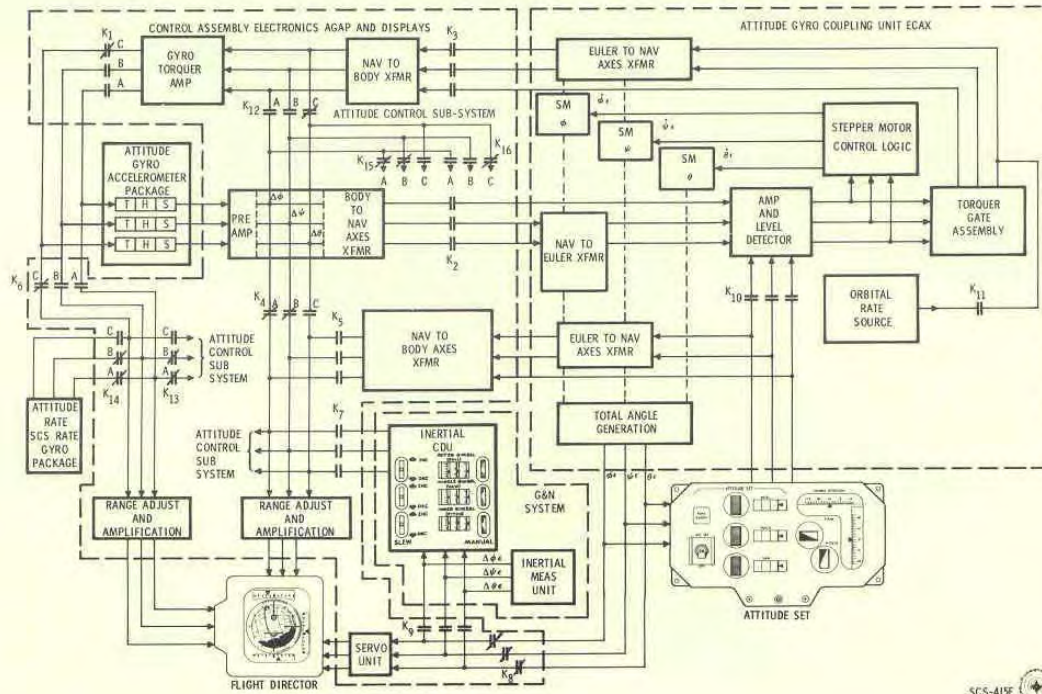 CONTROL ASSEMBLY ELECTRONICS AGAP AND DISPLAYS
ATTITUDE GYRO COUPLING UNIT ECAX
K1
C
B
A
GYRO
TORQUER
AMP
NAV TO
BODY XFMR
K3
EULER TO NAV
AXES XFMR
K12
A
B
C
ATTITUDE CONTROL SUB-SYSTEM
SM
ϕ
SM
ψ
SM
θ
STEPPER MOTOR
CONTROL LOGIC
K15
K16
A
B
C
A
B
C
ATTITUDE
GYRO
ACCELEROMETER
PACKAGE
T H S
T H S
T H S
PRE
AMP
Δϕ
Δψ
Δθ
BODY
TO
NAV
AXES
XFMR
K2
NAV TO
EULER XFMR
AMP
AND
LEVEL
DETECTOR
TORQUER
GATE
ASSEMBLY
K6
C
B
A
K4
A
B
C
K5
NAV TO
BODY AXES
XFMR
EULER TO NAV
AXES XFMR
K10
ORBITAL
RATE
SOURCE
K11
C
C
B
B
A
A
K14
K13
ATTITUDE
CONTROL
SUB
SYSTEM
ATTITUDE
RATE
SCS RATE
GYRO
PACKAGE
K7
ATTITUDE
CONTROL
SUB
SYSTEM
INERTIAL
CDU
SLEW
MANUAL
G&N
SYSTEM
TOTAL ANGLE
GENERATION
RANGE ADJUST
AND
AMPLIFICATION
RANGE ADJUST
AND
AMPLIFICATION
INERTIAL
MEAS
UNIT
Δϕe
Δψe
Δθe
ATTITUDE SET
ATTITUDE SET
K9
K8
SERVO
UNIT
FLIGHT DIRECTOR
SCS-415F